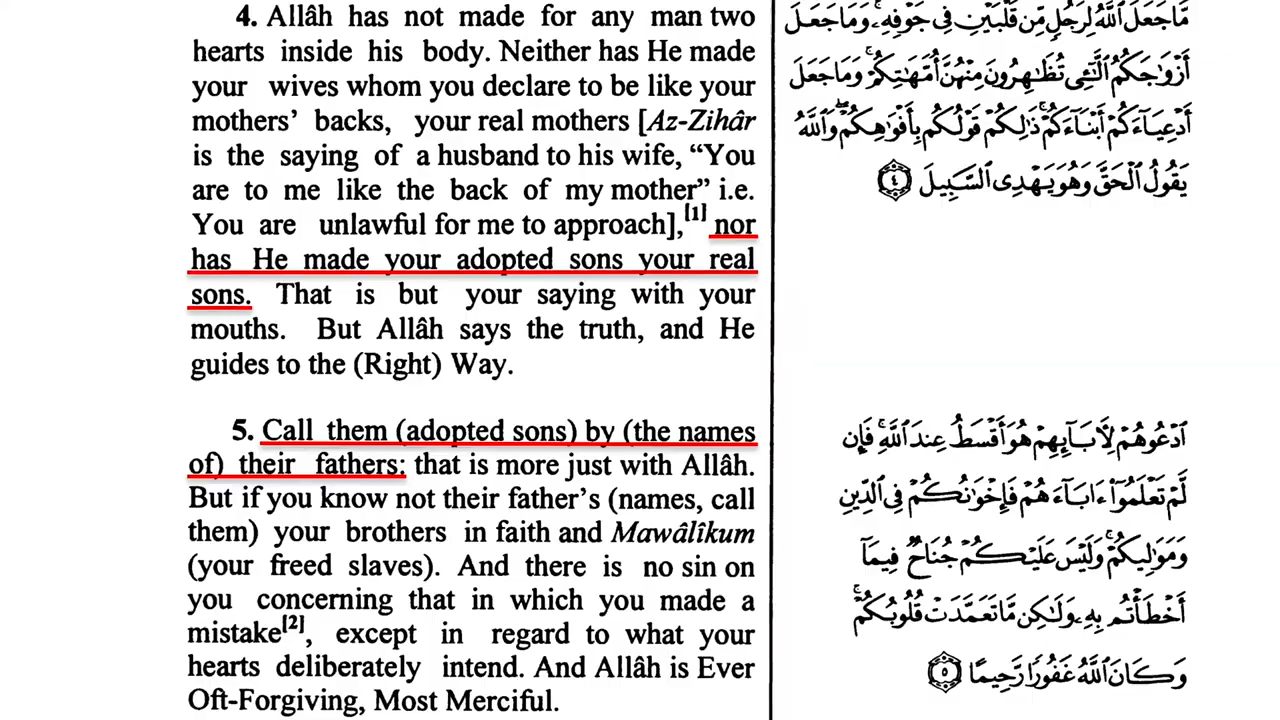 4. Allâh has not made for any man two
hearts inside his body. Neither has He made
your wives whom you declare to be like your
mothers’ backs, your real mothers [Az-Zihâr
is the saying of a husband to his wife, “You
are to me like the back of my mother” i.e.
You are unlawful for me to approach],[1] nor
has He made your adopted sons your real
sons. That is but your saying with your
mouths. But Allâh says the truth, and He
guides to the (Right) Way.
5. Call them (adopted sons) by (the names
of) their fathers: that is more just with Allâh.
But if you know not their father’s (names, call
them) your brothers in faith and Mawâlîkum
(your freed slaves). And there is no sin on
you concerning that in which you made a
mistake[2], except in regard to what your
hearts deliberately intend. And Allâh is Ever
Oft-Forgiving, Most Merciful.
مَّا جَعَلَ ٱللَّهُ لِرَجُلٍ مِّن قَلْبَيْنِ فِى جَوْفِهِۦ ۚ وَمَا جَعَلَ
أَزْوَٰجَكُمُ ٱلَّـٰٓـِٔى تُظَـٰهِرُونَ مِنْهُنَّ أُمَّهَـٰتِكُمْ ۚ وَمَا جَعَلَ
أَدْعِيَآءَكُمْ أَبْنَآءَكُمْ ۚ ذَٰلِكُمْ قَوْلُكُم بِأَفْوَٰهِكُمْ ۖ وَٱللَّهُ
يَقُولُ ٱلْحَقَّ وَهُوَ يَهْدِى ٱلسَّبِيلَ ٤
ٱدْعُوهُمْ لِـَٔابَآئِهِمْ هُوَ أَقْسَطُ عِندَ ٱللَّهِ ۚ فَإِن
لَّمْ تَعْلَمُوٓا۟ ءَابَآءَهُمْ فَإِخْوَٰنُكُمْ فِى ٱلدِّينِ
وَمَوَٰلِيكُمْ ۚ وَلَيْسَ عَلَيْكُمْ جُنَاحٌ فِيمَآ
أَخْطَأْتُم بِهِۦ وَلَـٰكِن مَّا تَعَمَّدَتْ قُلُوبُكُمْ ۚ
وَكَانَ ٱللَّهُ غَفُورًا رَّحِيمًا ٥